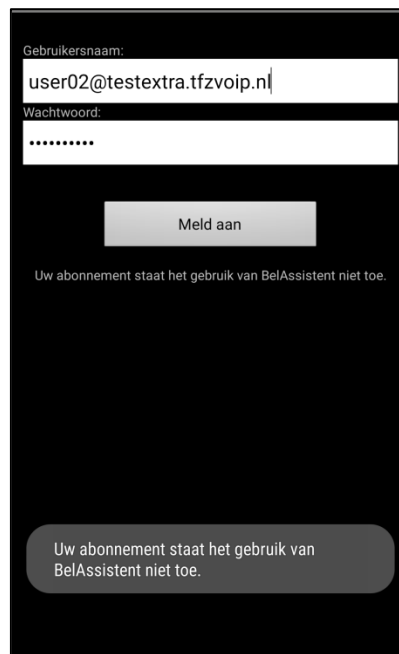 Gebruikersnaam:
user02@testextra.tfzvoip.nl
Wachtwoord:
••••••••••
Meld aan
Uw abonnement staat het gebruik van BelAssistent niet toe.
Uw abonnement staat het gebruik van
BelAssistent niet toe.